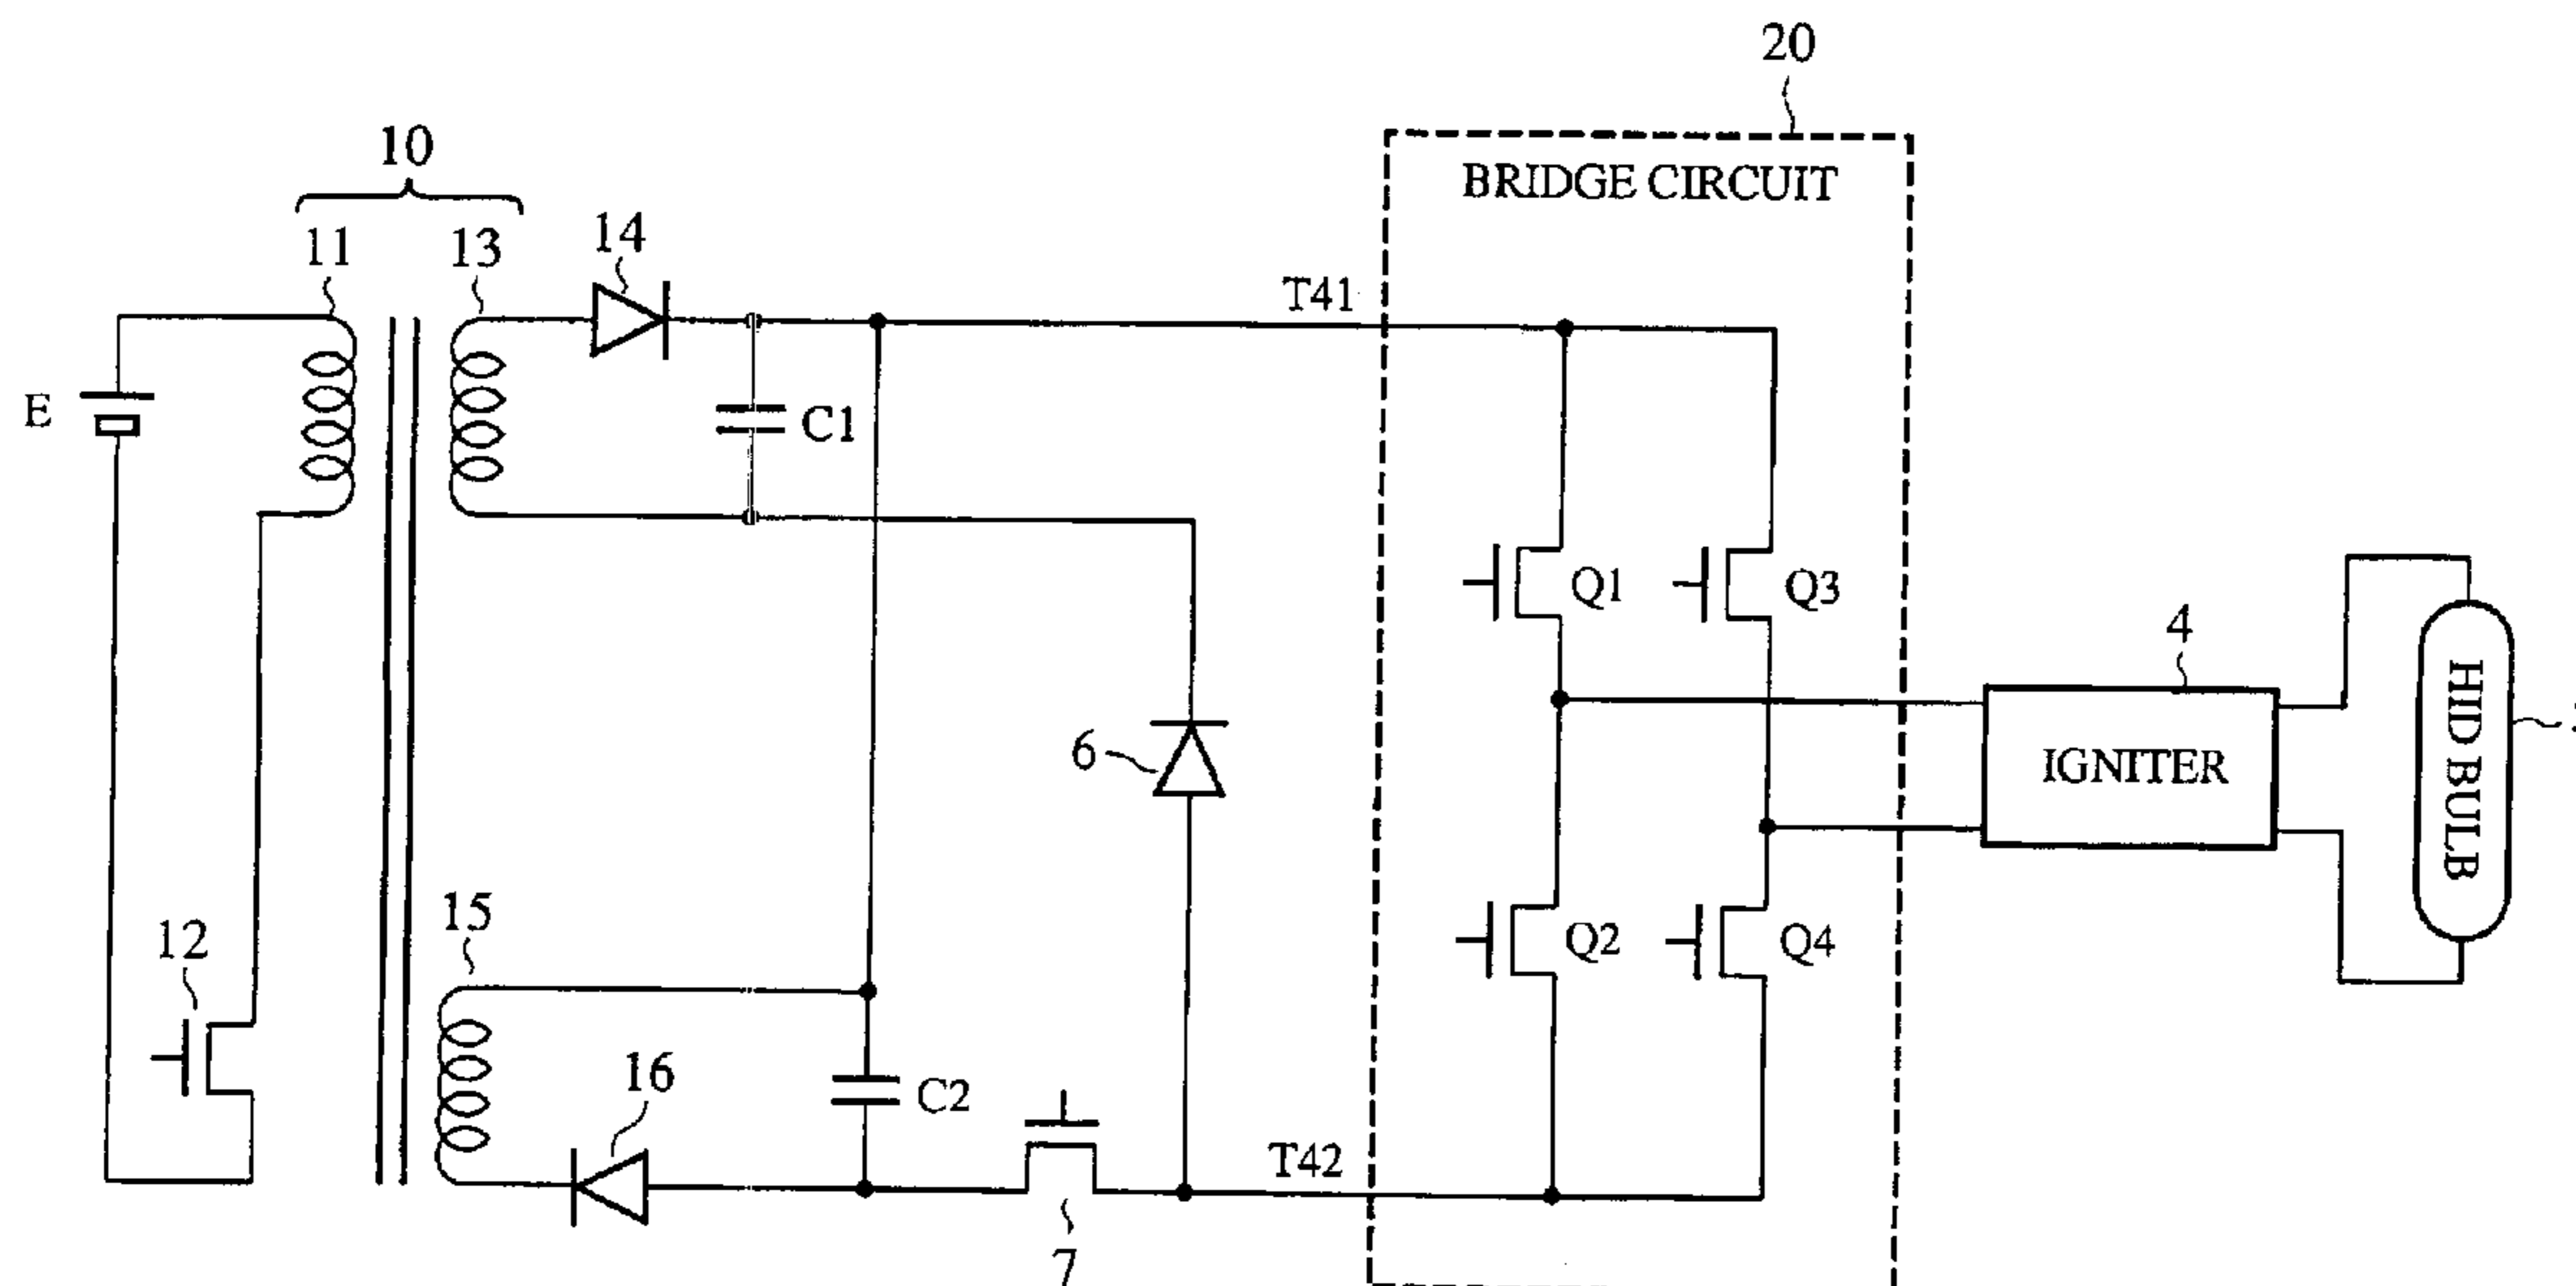 20
10
BRIDGE CIRCUIT
11
13
14
T41
E
C1
Q1
Q3
4
HID BULB
6
IGNITER
15
12
Q2
Q4
16
C2
T42
7